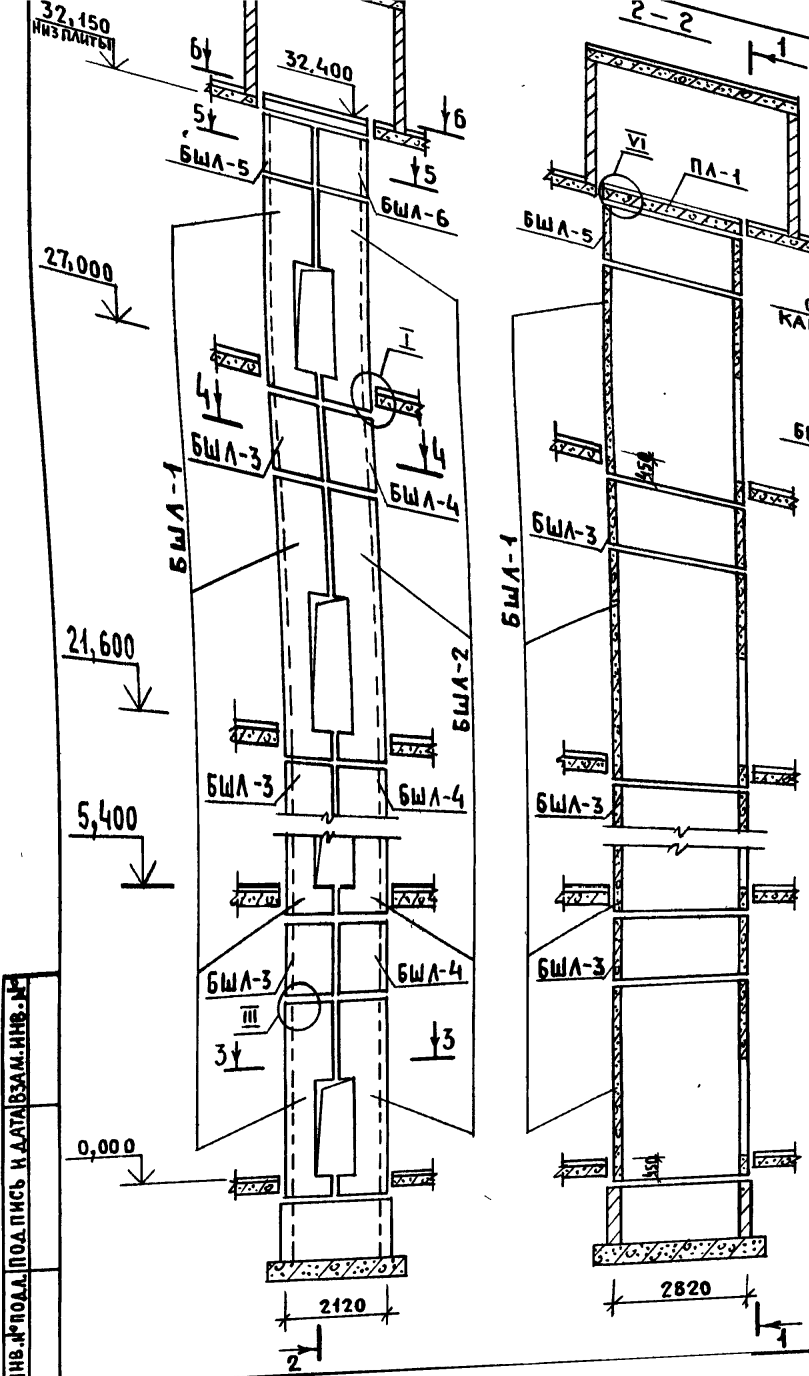 32,150
НИЗ ПЛИТЫ
6
32.400
6
5
5
БШЛ-5
БШЛ-6
27,000
I
4
4
БШЛ-3
БШЛ-4
БШЛ-1
БШЛ-2
21,600
БШЛ-3
БШЛ-4
5,400
БШЛ-3
БШЛ-4
III
3
3
0,000
2120
2
2-2
1
VI
ПЛ-1
БШЛ-5
КА
450
БШЛ-3
БШЛ-1
БШЛ-3
БШЛ-3
450
2820
1
ВЗАМ.ИНВ.№
ПОДПИСЬ И ДАТА
ИНВ.№ПОДЛ.